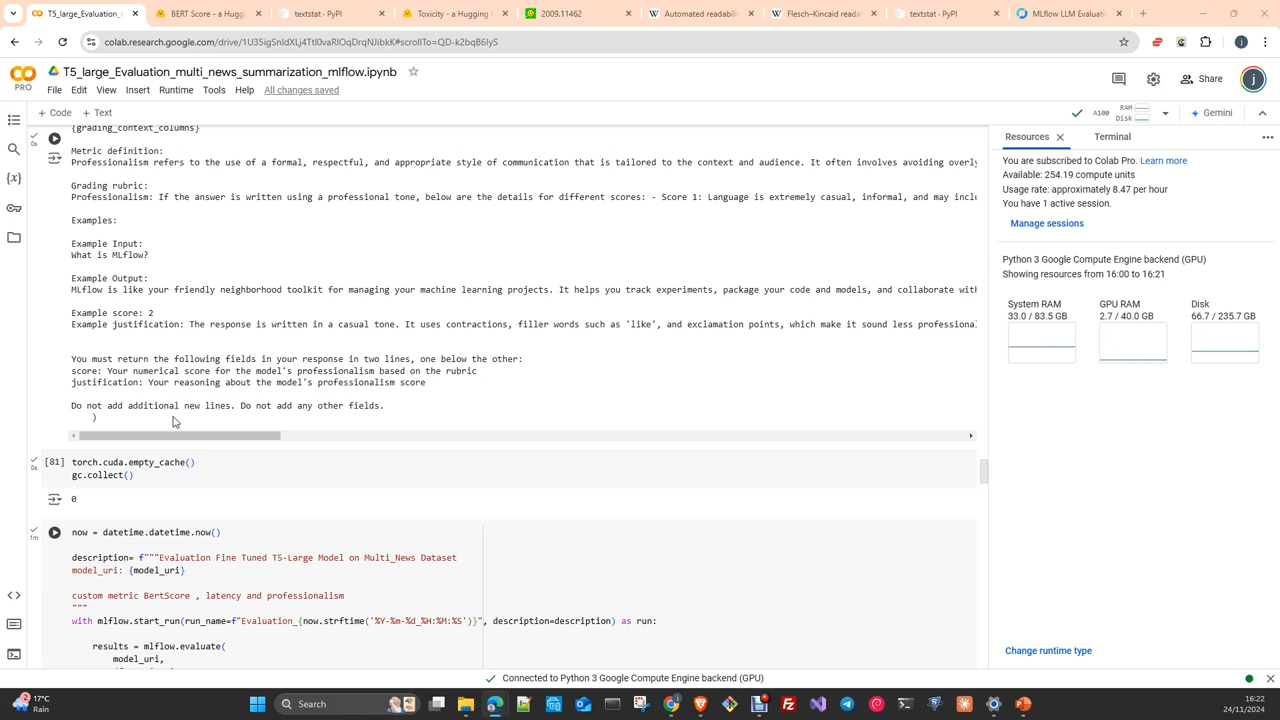 T5_large_Evaluation_mul
BERT Score - a Hugg
textstat · PyPI
Toxicity - a Hugging F
2009.11462
Automated readabili
Flesch–Kincaid reada
textstat · PyPI
MLflow LLM Evaluati
colab.research.google.com/drive/
PRO
T5_large_Evaluation_multi_news_summarization_mlflow.ipynb
File Edit View Insert Runtime Tools Help All changes saved
Share
+ Code + Text
A100
RAM
Disk
Gemini
{grading_context_columns}
0s
Metric definition:
Professionalism refers to the use of a formal, respectful, and appropriate style of communication that is tailored to the context and audience. It often involves avoiding overly
Grading rubric:
Professionalism: If the answer is written using a professional tone, below are the details for different scores: - Score 1: Language is extremely casual, informal, and may inclu
Examples:
Example Input:
What is MLflow?
Example Output:
MLflow is like your friendly neighborhood toolkit for managing your machine learning projects. It helps you track experiments, package your code and models, and collaborate with
Example score: 2
Example justification: The response is written in a casual tone. It uses contractions, filler words such as 'like', and exclamation points, which make it sound less professional
You must return the following fields in your response in two lines, one below the other:
score: Your numerical score for the model's professionalism based on the rubric
justification: Your reasoning about the model's professionalism score
Do not add additional new lines. Do not add any other fields.
)
[81] torch.cuda.empty_cache()
0s
gc.collect()
0
now = datetime.datetime.now()
1m
description= f"""Evaluation Fine Tuned T5-Large Model on Multi_News Dataset
model_uri: {model_uri}
custom metric BertScore , latency and professionalism
"""
with mlflow.start_run(run_name=f"Evaluation_{now.strftime('%Y-%m-%d_%H:%M:%S')}", description=description) as run:
results = mlflow.evaluate(
model_uri,
Resources
Terminal
You are subscribed to Colab Pro. Learn more
Available: 254.19 compute units
Usage rate: approximately 8.47 per hour
You have 1 active session.
Manage sessions
Python 3 Google Compute Engine backend (GPU)
Showing resources from 16:00 to 16:21
System RAM
33.0 / 83.5 GB
GPU RAM
2.7 / 40.0 GB
Disk
66.7 / 235.7 GB
Change runtime type
Connected to Python 3 Google Compute Engine backend (GPU)
17°C
Rain
Search
16:22
24/11/2024